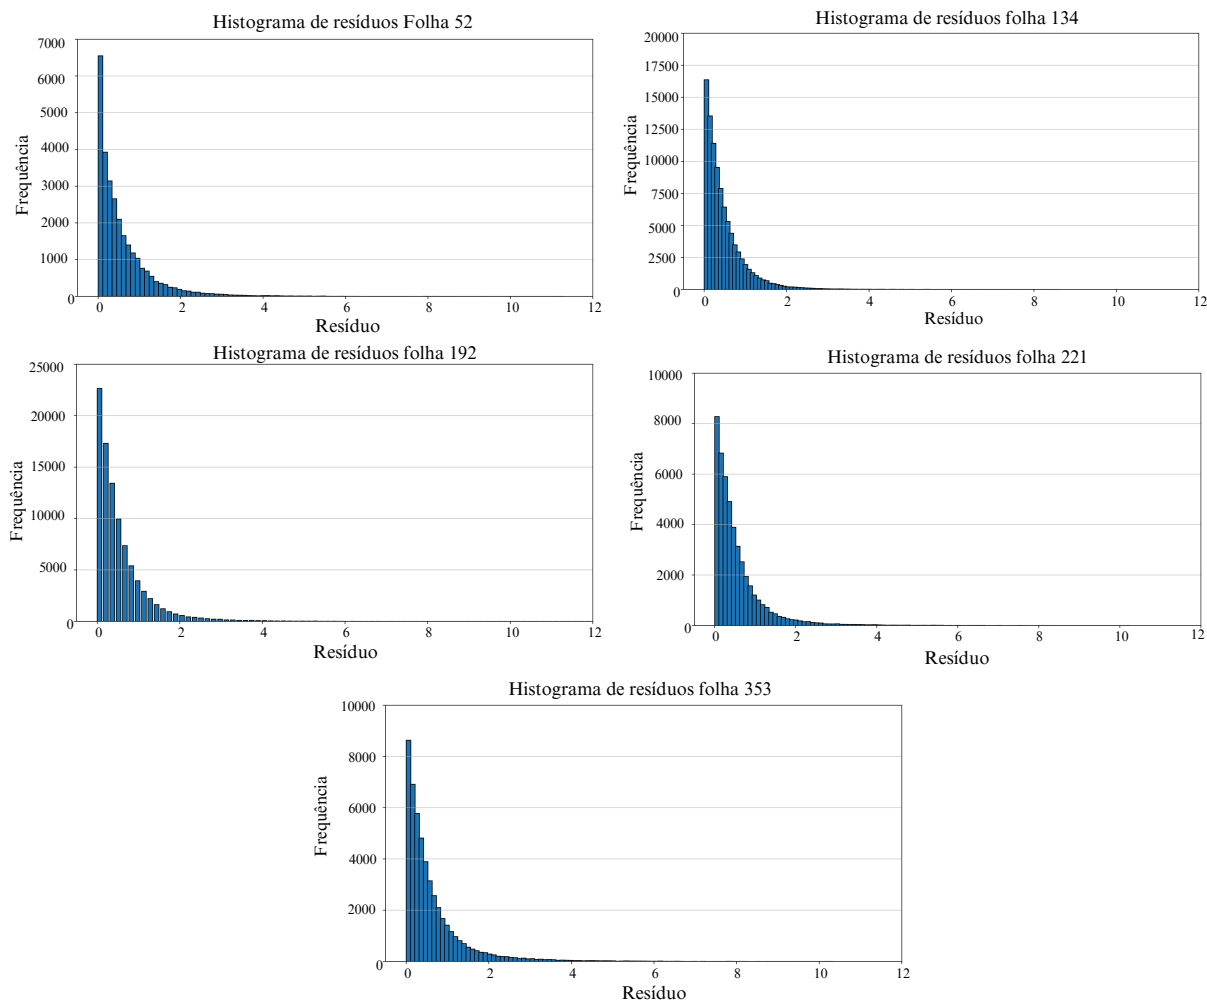 Histograma de resíduos Folha 52
7000
6000
5000
4000
3000
2000
1000
0
Frequência
0 2 4 6 8 10 12
Resíduo
Histograma de resíduos folha 134
20000
17500
15000
12500
10000
7500
5000
2500
0
Frequência
0 2 4 6 8 10 12
Resíduo
Histograma de resíduos folha 192
25000
20000
15000
10000
5000
0
Frequência
0 2 4 6 8 10 12
Resíduo
Histograma de resíduos folha 221
10000
8000
6000
4000
2000
0
Frequência
0 2 4 6 8 10 12
Resíduo
Histograma de resíduos folha 353
10000
8000
6000
4000
2000
0
Frequência
0 2 4 6 8 10 12
Resíduo